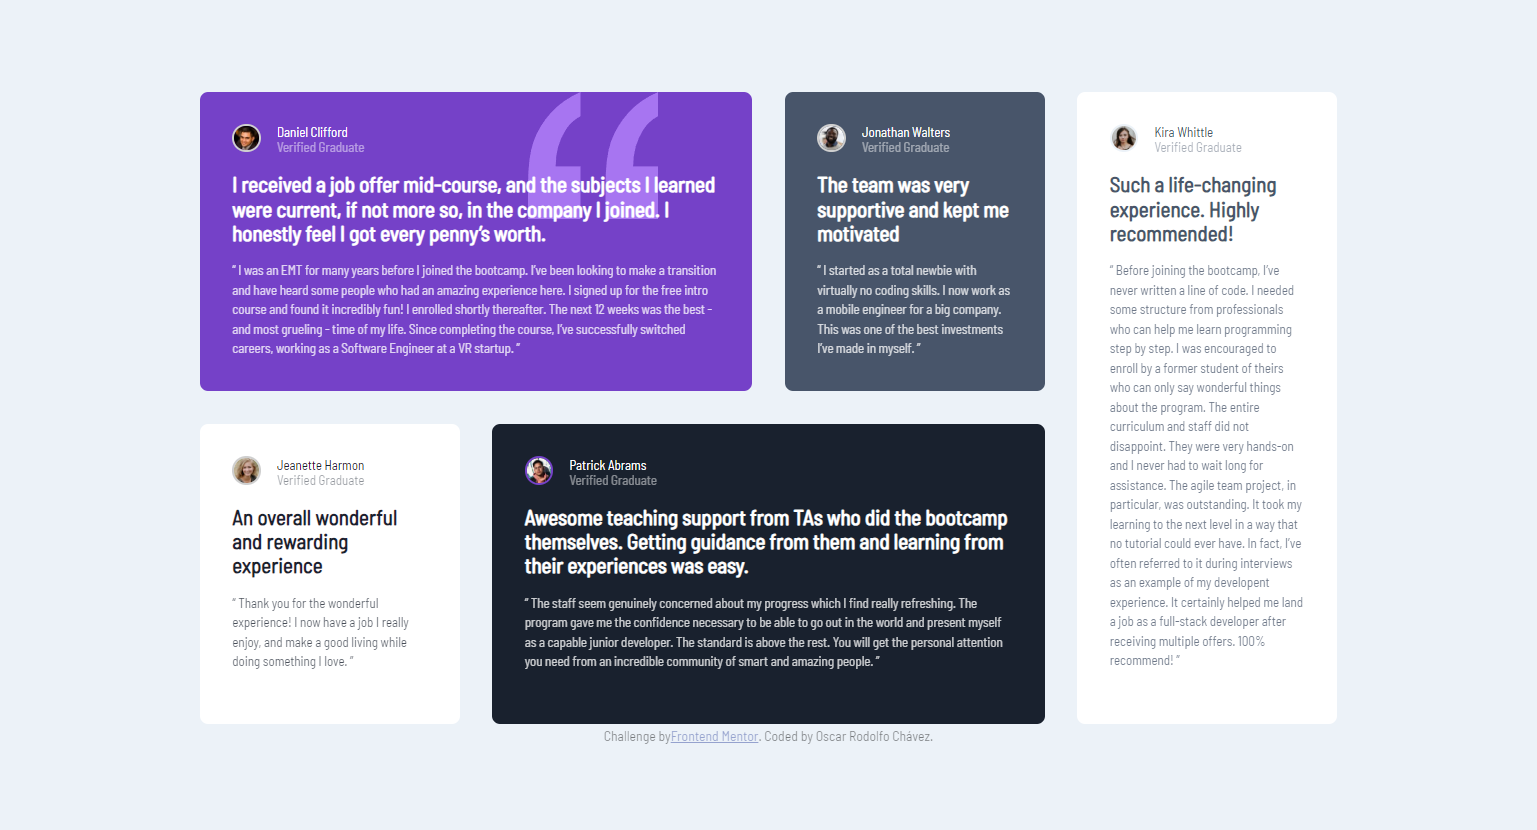 Daniel Clifford
Verified Graduate
I received a job offer mid-course, and the subjects I learned
were current, if not more so, in the company I joined. I
honestly feel I got every penny’s worth.
“ I was an EMT for many years before I joined the bootcamp. I’ve been looking to make a transition
and have heard some people who had an amazing experience here. I signed up for the free intro
course and found it incredibly fun! I enrolled shortly thereafter. The next 12 weeks was the best -
and most grueling - time of my life. Since completing the course, I’ve successfully switched
careers, working as a Software Engineer at a VR startup. ”
Jonathan Walters
Verified Graduate
The team was very
supportive and kept me
motivated
“ I started as a total newbie with
virtually no coding skills. I now work as
a mobile engineer for a big company.
This was one of the best investments
I’ve made in myself. ”
Kira Whittle
Verified Graduate
Such a life-changing
experience. Highly
recommended!
“ Before joining the bootcamp, I’ve
never written a line of code. I needed
some structure from professionals
who can help me learn programming
step by step. I was encouraged to
enroll by a former student of theirs
who can only say wonderful things
about the program. The entire
curriculum and staff did not
disappoint. They were very hands-on
and I never had to wait long for
assistance. The agile team project, in
particular, was outstanding. It took my
learning to the next level in a way that
no tutorial could ever have. In fact, I’ve
often referred to it during interviews
as an example of my developent
experience. It certainly helped me land
a job as a full-stack developer after
receiving multiple offers. 100%
recommend! ”
Jeanette Harmon
Verified Graduate
An overall wonderful
and rewarding
experience
“ Thank you for the wonderful
experience! I now have a job I really
enjoy, and make a good living while
doing something I love. ”
Patrick Abrams
Verified Graduate
Awesome teaching support from TAs who did the bootcamp
themselves. Getting guidance from them and learning from
their experiences was easy.
“ The staff seem genuinely concerned about my progress which I find really refreshing. The
program gave me the confidence necessary to be able to go out in the world and present myself
as a capable junior developer. The standard is above the rest. You will get the personal attention
you need from an incredible community of smart and amazing people. ”
Challenge byFrontend Mentor. Coded by Oscar Rodolfo Chávez.